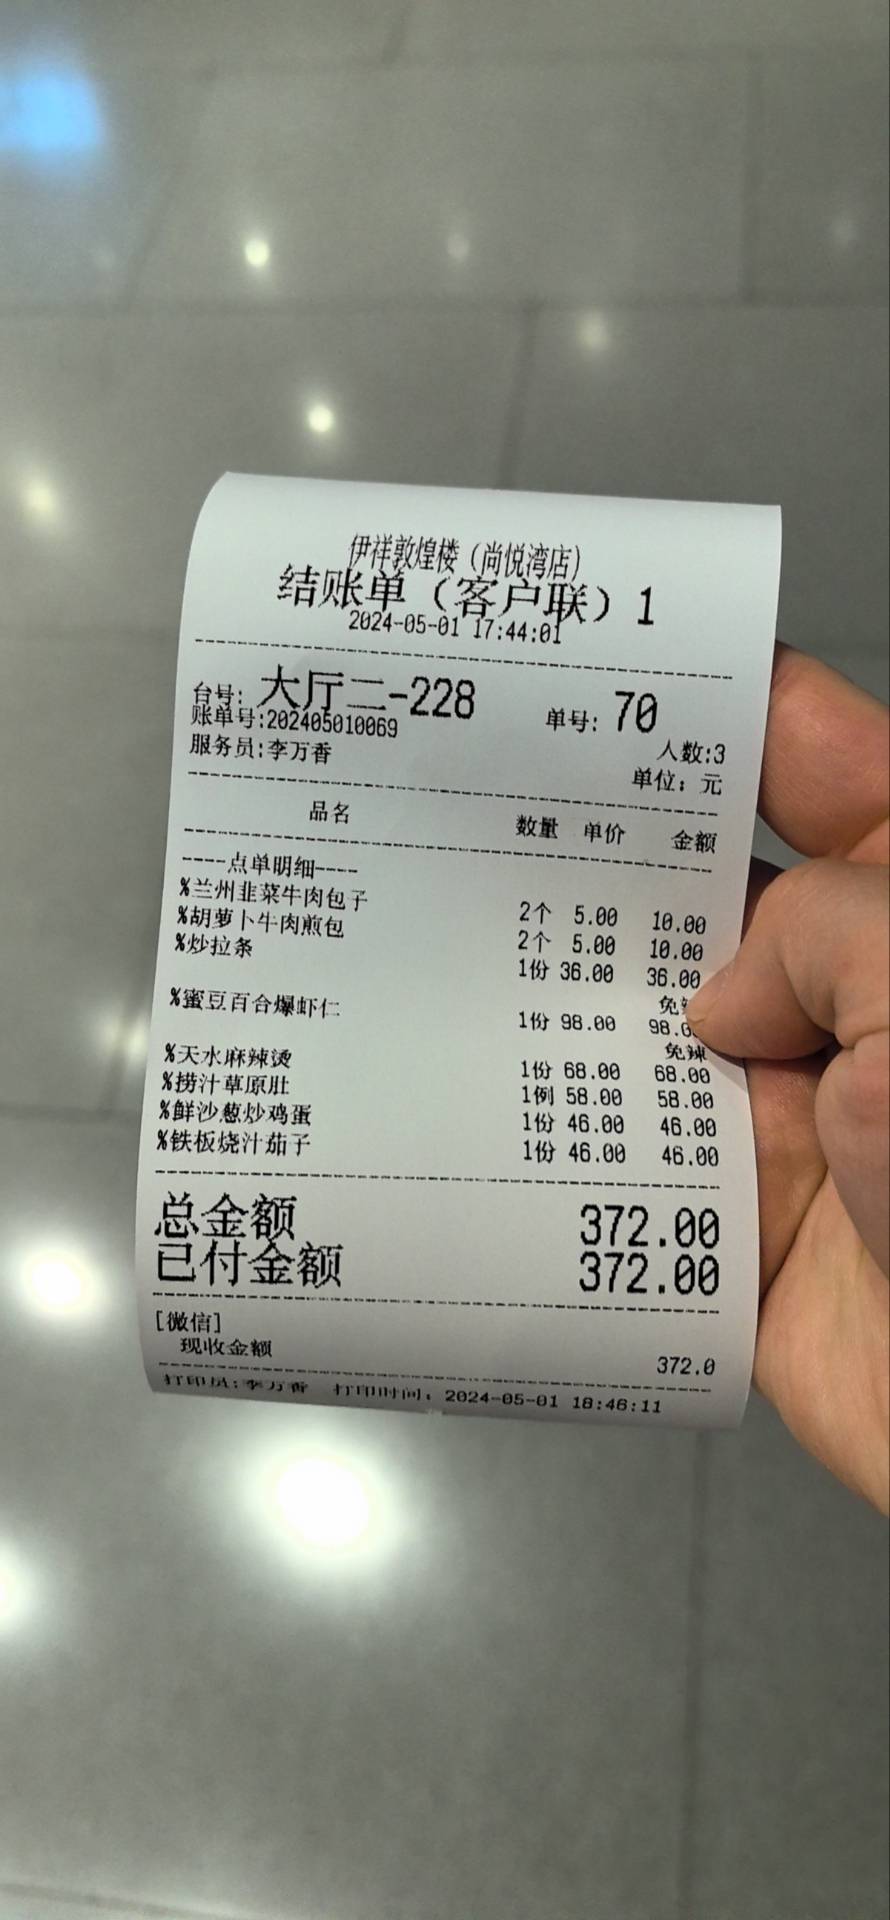 伊祥敦煌楼（尚悦湾店）
结账单（客户联）1
2024-05-01 17:44:01
台号: 大厅二-228 单号: 70
账单号:202405010069
人数:3
服务员:李万香
单位: 元
品名 数量 单价 金额
----点单明细----
%兰州韭菜牛肉包子
2个 5.00 10.00
%胡萝卜牛肉煎包
2个 5.00 10.00
%炒拉条
1份 36.00 36.00
免
%蜜豆百合爆虾仁
1份 98.00 98.0
免辣
%天水麻辣烫
1份 68.00 68.00
%捞汁草原肚
1例 58.00 58.00
%鲜沙葱炒鸡蛋
1份 46.00 46.00
%铁板烧汁茄子
1份 46.00 46.00
总金额 372.00
已付金额 372.00
[微信]
现收金额 372.0
打印员:李万香 打印时间: 2024-05-01 18:46:11